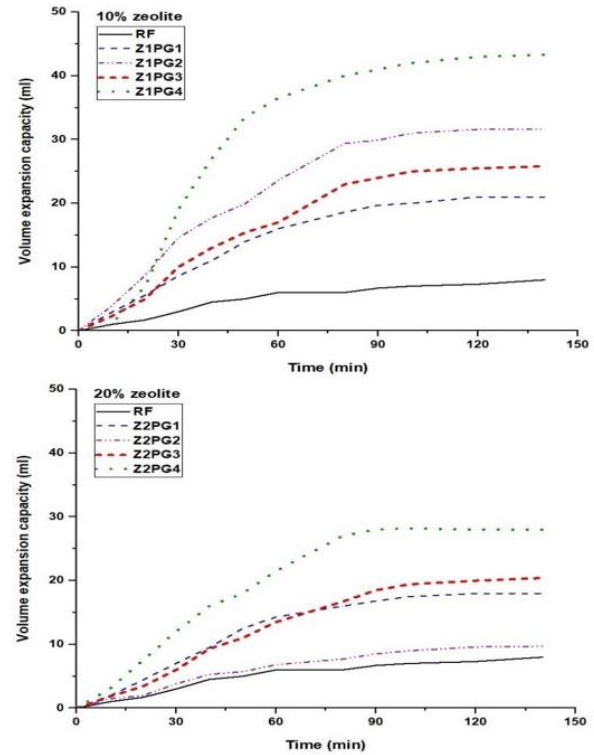 10% zeolite
RF
Z1PG1
Z1PG2
Z1PG3
Z1PG4
Volume expansion capacity (ml)
50
40
30
20
10
0
0 30 60 90 120 150
Time (min)
20% zeolite
RF
Z2PG1
Z2PG2
Z2PG3
Z2PG4
Volume expansion capacity (ml)
50
40
30
20
10
0
0 30 60 90 120 150
Time (min)